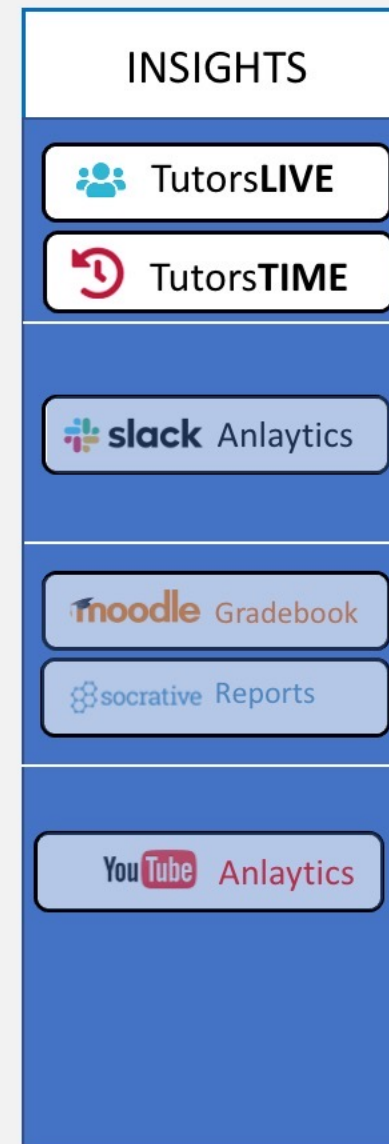 INSIGHTS
TutorsLIVE
TutorsTIME
slack Anlaytics
moodle Gradebook
socrative Reports
YouTube Anlaytics